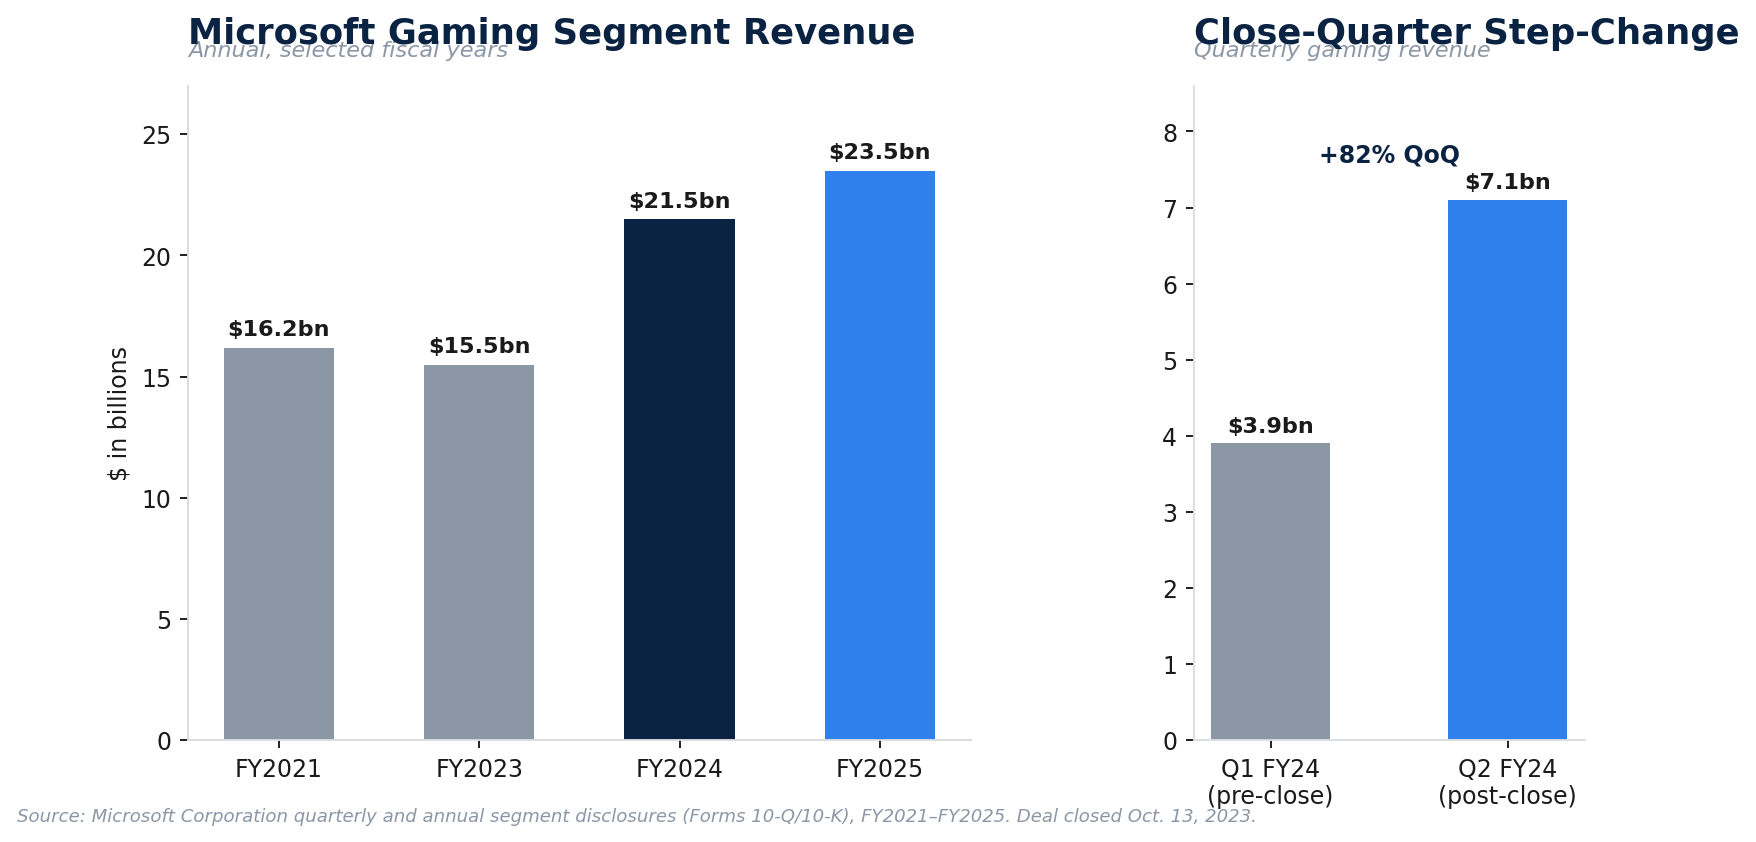 Microsoft Gaming Segment Revenue
Annual, selected fiscal years
$ in billions
25
20
15
10
5
0
$16.2bn
$15.5bn
$21.5bn
$23.5bn
FY2021
FY2023
FY2024
FY2025
Close-Quarter Step-Change
Quarterly gaming revenue
8
7
6
5
4
3
2
1
0
+82% QoQ
$3.9bn
$7.1bn
Q1 FY24
(pre-close)
Q2 FY24
(post-close)
Source: Microsoft Corporation quarterly and annual segment disclosures (Forms 10-Q/10-K), FY2021–FY2025. Deal closed Oct. 13, 2023.